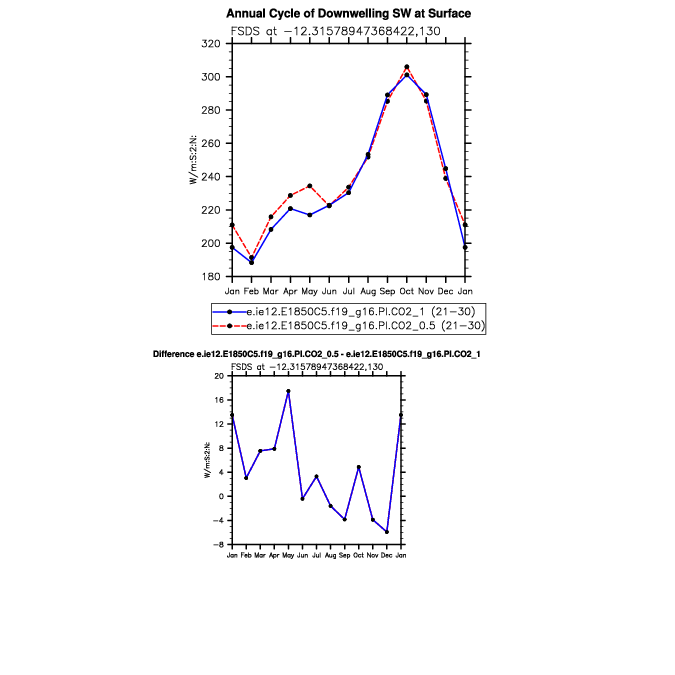 Annual Cycle of Downwelling SW at Surface
FSDS at −12.31578947368422,130
320
300
280
260
240
220
200
180
W/m:S:2:N:
Jan Feb Mar Apr May Jun Jul Aug Sep Oct Nov Dec Jan
e.ie12.E1850C5.f19_g16.PI.CO2_1 (21−30)
e.ie12.E1850C5.f19_g16.PI.CO2_0.5 (21−30)
Difference e.ie12.E1850C5.f19_g16.PI.CO2_0.5 - e.ie12.E1850C5.f19_g16.PI.CO2_1
FSDS at −12.31578947368422,130
20
16
12
8
4
0
−4
−8
W/m:S:2:N:
Jan Feb Mar Apr May Jun Jul Aug Sep Oct Nov Dec Jan